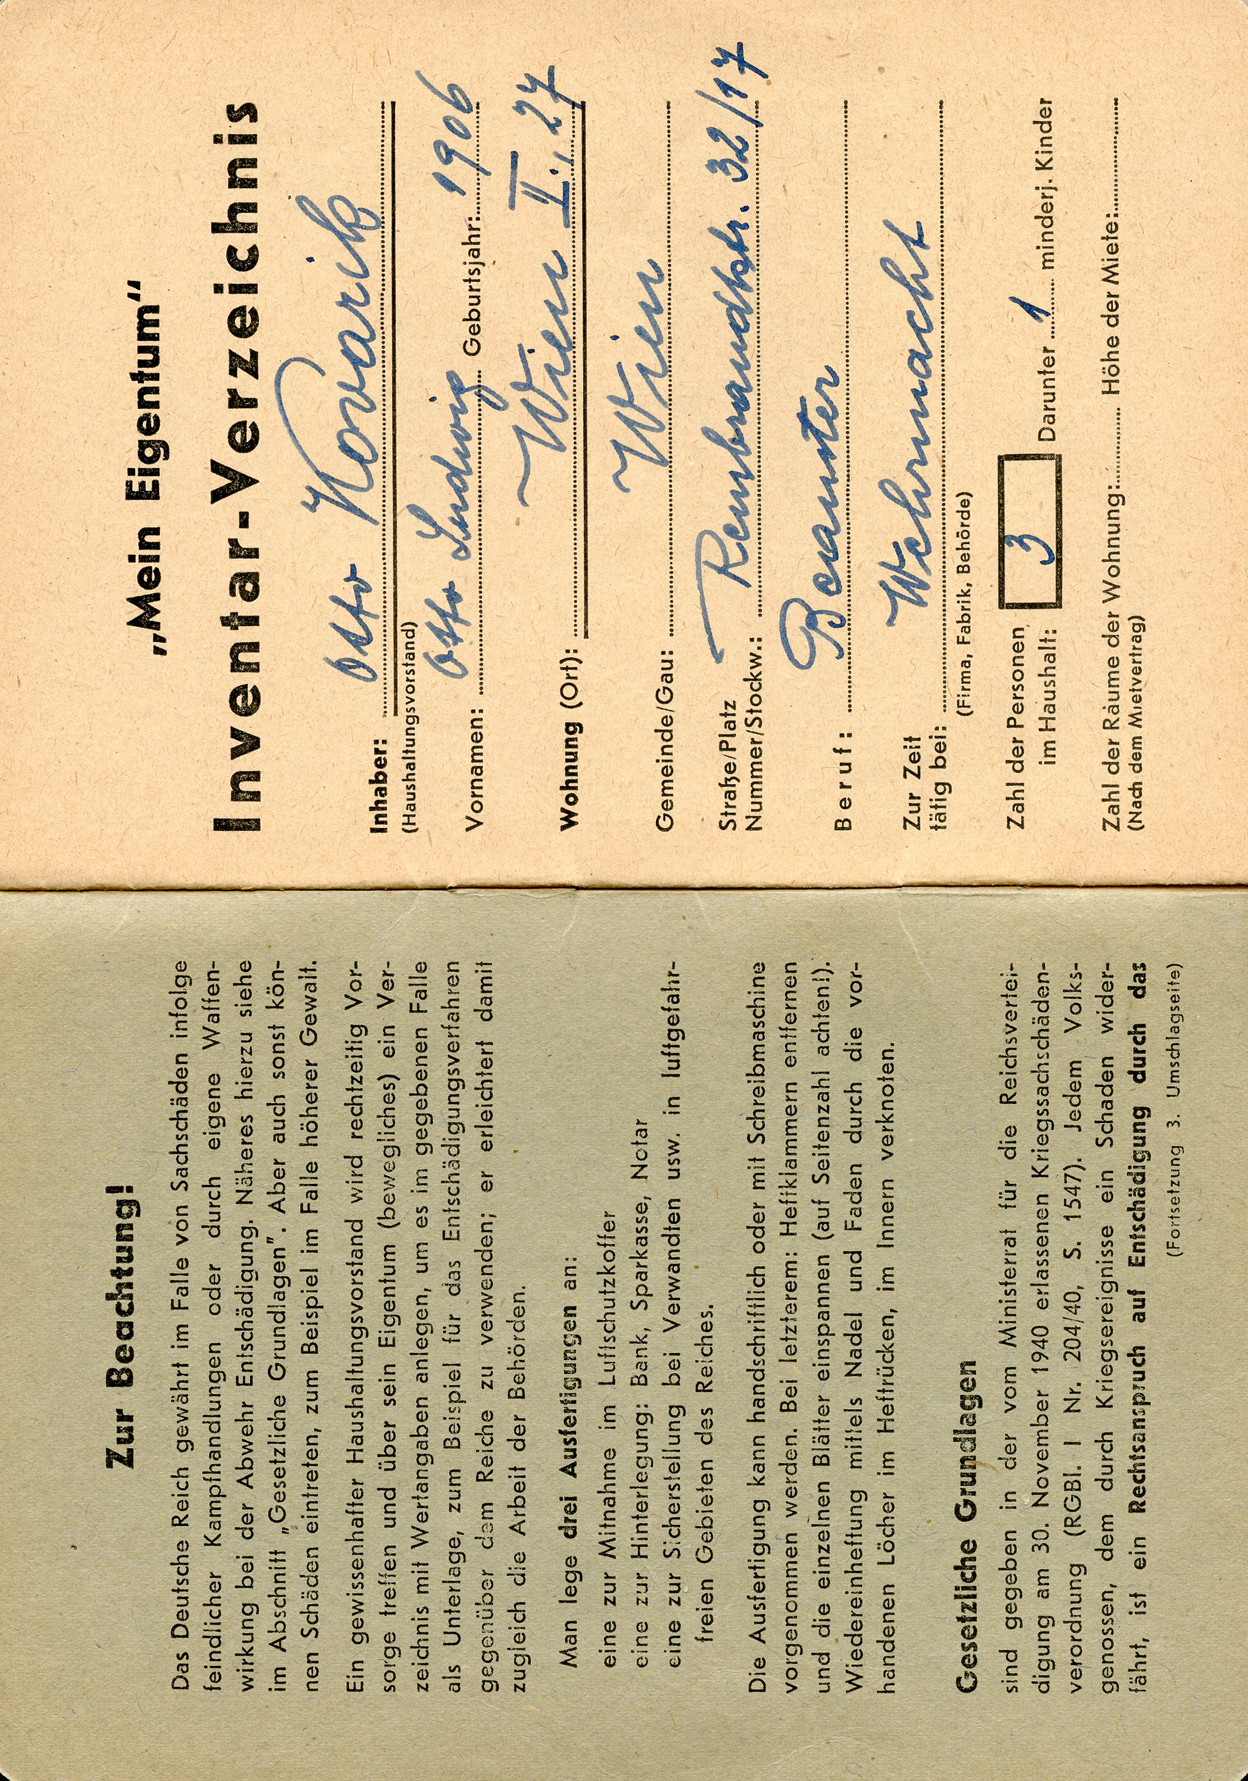 Zur Beachtung!
Das Deutsche Reich gewährt im Falle von Sachschäden infolge
feindlicher Kampfhandlungen oder durch eigene Waffen-
wirkung bei der Abwehr Entschädigung. Näheres hierzu siehe
im Abschnitt „Gesetzliche Grundlagen”. Aber auch sonst kön-
nen Schäden eintreten, zum Beispiel im Falle höherer Gewalt.
Ein gewissenhafter Haushaltungsvorstand wird rechtzeitig Vor-
sorge treffen und über sein Eigentum (bewegliches) ein Ver-
zeichnis mit Wertangaben anlegen, um es im gegebenen Falle
als Unterlage, zum Beispiel für das Entschädigungsverfahren
gegenüber dem Reiche zu verwenden; er erleichtert damit
zugleich die Arbeit der Behörden.
Man lege drei Ausfertigungen an:
eine zur Mitnahme im Luftschutzkoffer
eine zur Hinterlegung: Bank, Sparkasse, Notar
eine zur Sicherstellung bei Verwandten usw. in luftgefahr-
freien Gebieten des Reiches.
Die Ausfertigung kann handschriftlich oder mit Schreibmaschine
vorgenommen werden. Bei letzterem: Heftklammern entfernen
und die einzelnen Blätter einspannen (auf Seitenzahl achten!).
Wiedereinheftung mittels Nadel und Faden durch die vor-
handenen Löcher im Heftrücken, im Innern verknoten.
Gesetzliche Grundlagen
sind gegeben in der vom Ministerrat für die Reichsvertei-
digung am 30. November 1940 erlassenen Kriegssachschäden-
verordnung (RGBl. I Nr. 204/40, S. 1547). Jedem Volks-
genossen, dem durch Kriegsereignisse ein Schaden wider-
fährt, ist ein Rechtsanspruch auf Entschädigung durch das
(Fortsetzung 3. Umschlagseite)
„Mein Eigentum“
Inventar-Verzeichnis
Inhaber: Otto Kovarik
(Haushaltungsvorstand)
Vornamen: Otto Ludwig Geburtsjahr: 1906
Wohnung (Ort): Wien II., 27
Gemeinde/Gau: Wien
Straße/Platz
Nummer/Stockw.: Rembrandtstr. 32/17
Beruf: Beamter
Zur Zeit
tätig bei: Wehrmacht
(Firma, Fabrik, Behörde)
Zahl der Personen
im Haushalt: 3 Darunter 1 minderj. Kinder
Zahl der Räume der Wohnung: Höhe der Miete:
(Nach dem Mietvertrag)